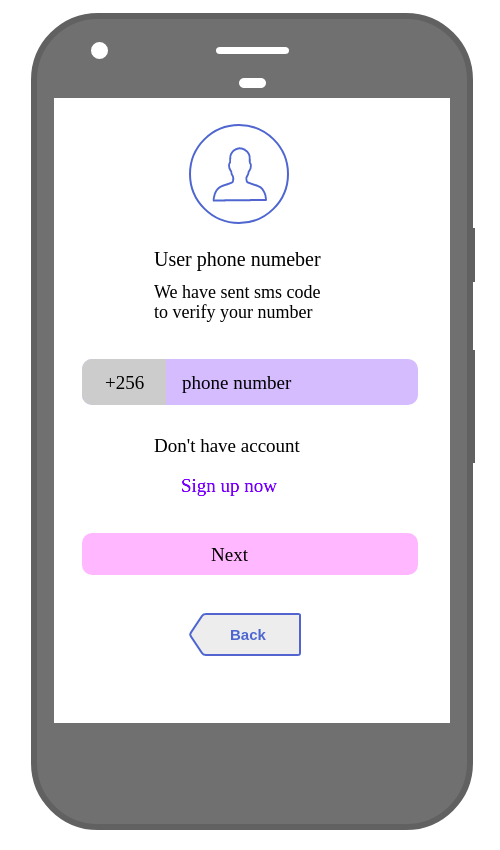 User phone numeber
We have sent sms code
to verify your number
+256 phone number
Don't have account
Sign up now
Next
Back